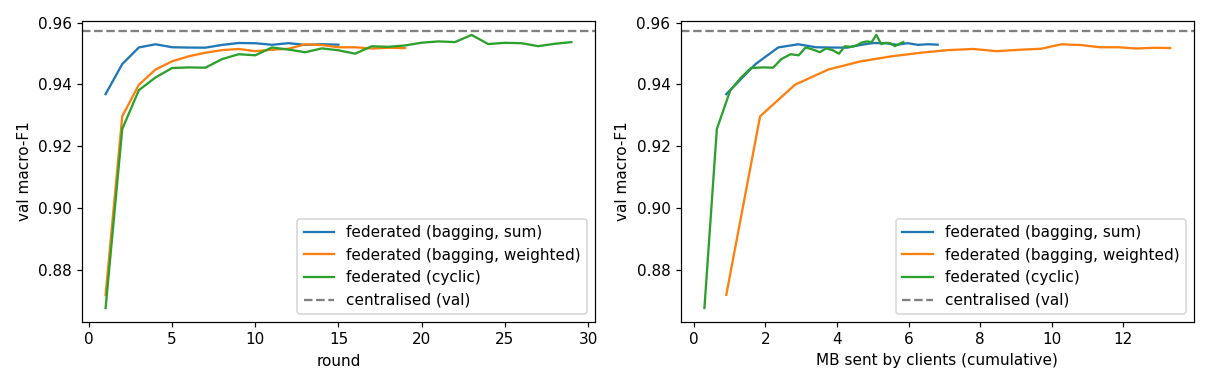 0.96
0.94
0.92
0.90
0.88
val macro-F1
federated (bagging, sum)
federated (bagging, weighted)
federated (cyclic)
centralised (val)
0 5 10 15 20 25 30
round
0.96
0.94
0.92
0.90
0.88
val macro-F1
federated (bagging, sum)
federated (bagging, weighted)
federated (cyclic)
centralised (val)
0 2 4 6 8 10 12
MB sent by clients (cumulative)